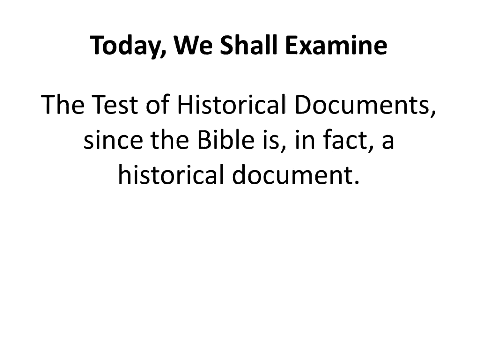 Today, We Shall Examine
The Test of Historical Documents,
since the Bible is, in fact, a
historical document.